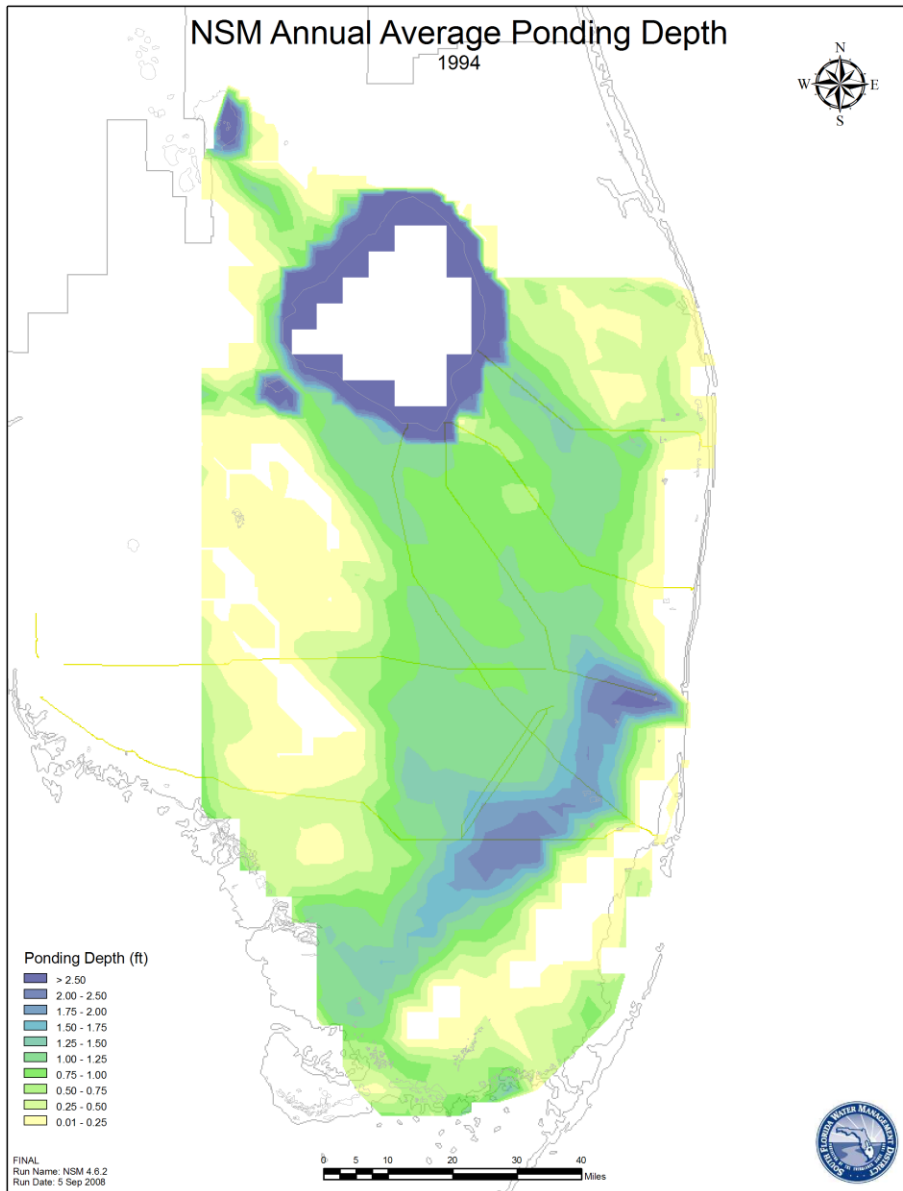 NSM Annual Average Ponding Depth
1994
N
W
E
S
Ponding Depth (ft)
> 2.50
2.00 - 2.50
1.75 - 2.00
1.50 - 1.75
1.25 - 1.50
1.00 - 1.25
0.75 - 1.00
0.50 - 0.75
0.25 - 0.50
0.01 - 0.25
FINAL
Run Name: NSM 4.6.2
Run Date: 5 Sep 2008
0 5 10 20 30 40
Miles
SOUTH FLORIDA WATER MANAGEMENT DISTRICT